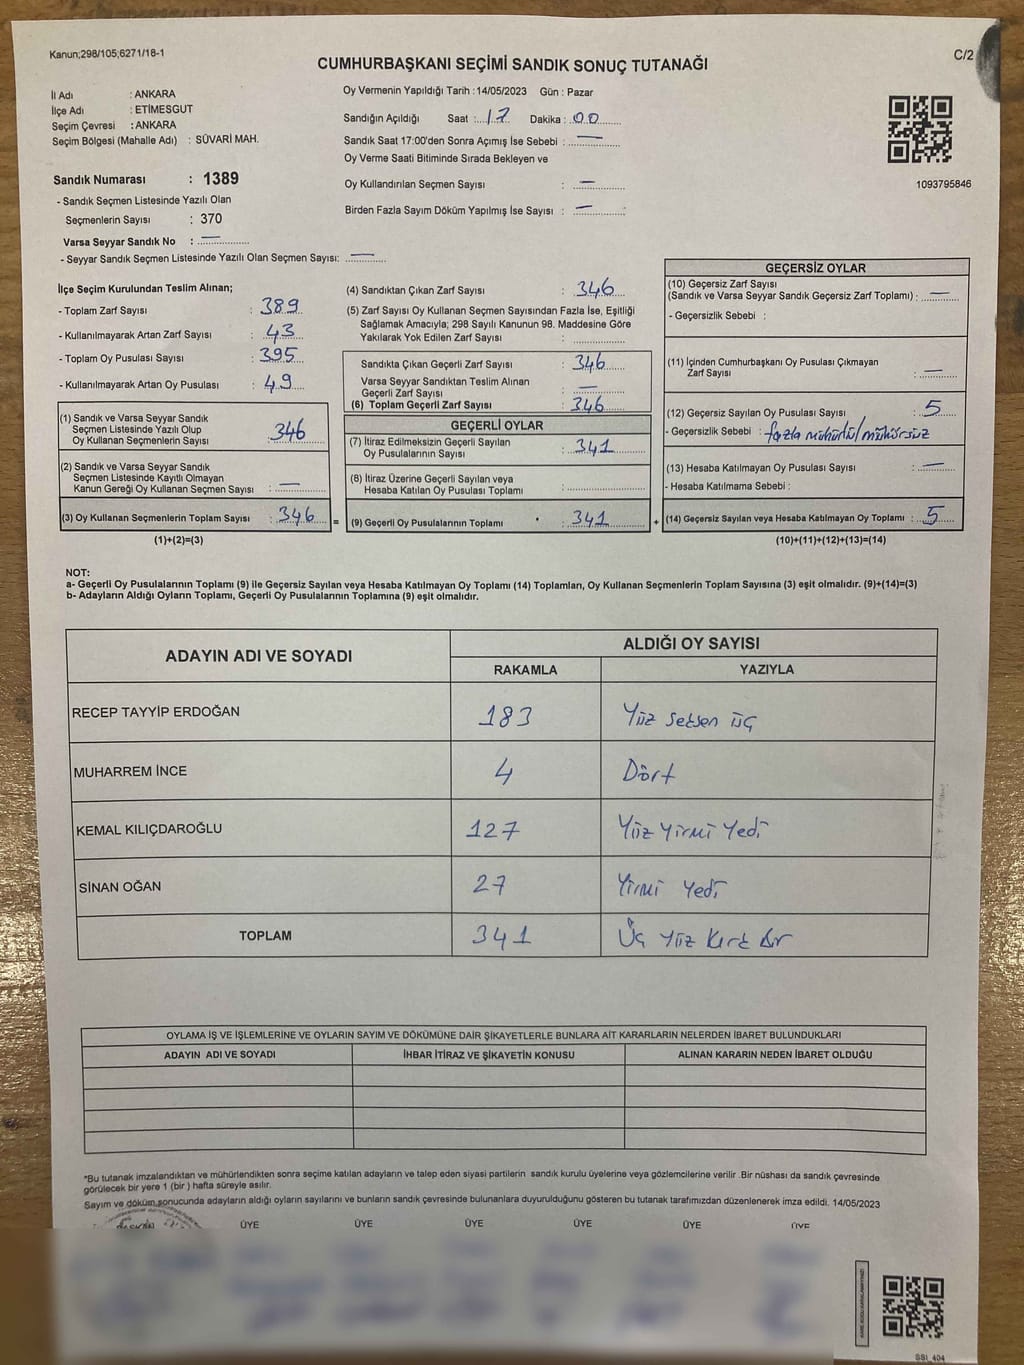 Kanun;298/105;6271/18-1
C/2
CUMHURBAŞKANI SEÇİMİ SANDIK SONUÇ TUTANAĞI
İl Adı : ANKARA
İlçe Adı : ETİMESGUT
Seçim Çevresi : ANKARA
Seçim Bölgesi (Mahalle Adı) : SÜVARİ MAH.
Sandık Numarası : 1389
- Sandık Seçmen Listesinde Yazılı Olan
Seçmenlerin Sayısı : 370
Varsa Seyyar Sandık No : —
- Seyyar Sandık Seçmen Listesinde Yazılı Olan Seçmen Sayısı: —
Oy Vermenin Yapıldığı Tarih : 14/05/2023 Gün : Pazar
Sandığın Açıldığı Saat : 17 Dakika : 00
Sandık Saat 17:00'den Sonra Açımış İse Sebebi : —
Oy Verme Saati Bitiminde Sırada Bekleyen ve
Oy Kullandırılan Seçmen Sayısı : —
Birden Fazla Sayım Döküm Yapılmış İse Sayısı : —
1093795846
İlçe Seçim Kurulundan Teslim Alınan;
- Toplam Zarf Sayısı : 389
- Kullanılmayarak Artan Zarf Sayısı : 43
- Toplam Oy Pusulası Sayısı : 395
- Kullanılmayarak Artan Oy Pusulası : 49
(1) Sandık ve Varsa Seyyar Sandık
Seçmen Listesinde Yazılı Olup
Oy Kullanan Seçmenlerin Sayısı : 346
(2) Sandık ve Varsa Seyyar Sandık
Seçmen Listesinde Kayıtlı Olmayan
Kanun Gereği Oy Kullanan Seçmen Sayısı : —
(3) Oy Kullanan Seçmenlerin Toplam Sayısı : 346 =
(1)+(2)=(3)
(4) Sandıktan Çıkan Zarf Sayısı : 346
(5) Zarf Sayısı Oy Kullanan Seçmen Sayısından Fazla İse, Eşitliği
Sağlamak Amacıyla; 298 Sayılı Kanunun 98. Maddesine Göre
Yakılarak Yok Edilen Zarf Sayısı :
Sandıkta Çıkan Geçerli Zarf Sayısı : 346
Varsa Seyyar Sandıktan Teslim Alınan
Geçerli Zarf Sayısı : —
(6) Toplam Geçerli Zarf Sayısı : 346
GEÇERLİ OYLAR
(7) İtiraz Edilmeksizin Geçerli Sayılan
Oy Pusulalarının Sayısı : 341
(8) İtiraz Üzerine Geçerli Sayılan veya
Hesaba Katılan Oy Pusulası Toplamı :
(9) Geçerli Oy Pusulalarının Toplamı : 341 +
GEÇERSİZ OYLAR
(10) Geçersiz Zarf Sayısı
(Sandık ve Varsa Seyyar Sandık Geçersiz Zarf Toplamı) : —
- Geçersizlik Sebebi :
(11) İçinden Cumhurbaşkanı Oy Pusulası Çıkmayan
Zarf Sayısı : —
(12) Geçersiz Sayılan Oy Pusulası Sayısı : 5
- Geçersizlik Sebebi : fazla mühürlü/mühürsüz
(13) Hesaba Katılmayan Oy Pusulası Sayısı : —
- Hesaba Katılmama Sebebi :
(14) Geçersiz Sayılan veya Hesaba Katılmayan Oy Toplamı : 5
(10)+(11)+(12)+(13)=(14)
NOT:
a- Geçerli Oy Pusulalarının Toplamı (9) ile Geçersiz Sayılan veya Hesaba Katılmayan Oy Toplamı (14) Toplamları, Oy Kullanan Seçmenlerin Toplam Sayısına (3) eşit olmalıdır. (9)+(14)=(3)
b- Adayların Aldığı Oyların Toplamı, Geçerli Oy Pusulalarının Toplamına (9) eşit olmalıdır.
ADAYIN ADI VE SOYADI
ALDIĞI OY SAYISI
RAKAMLA YAZIYLA
RECEP TAYYİP ERDOĞAN 183 Yüz seksen üç
MUHARREM İNCE 4 Dört
KEMAL KILIÇDAROĞLU 127 Yüz Yirmi Yedi
SİNAN OĞAN 27 Yirmi Yedi
TOPLAM 341 Üç Yüz Kırk Bir
OYLAMA İŞ VE İŞLEMLERİNE VE OYLARIN SAYIM VE DÖKÜMÜNE DAİR ŞİKAYETLERLE BUNLARA AİT KARARLARIN NELERDEN İBARET BULUNDUKLARI
ADAYIN ADI VE SOYADI İHBAR İTİRAZ VE ŞİKAYETİN KONUSU ALINAN KARARIN NEDEN İBARET OLDUĞU
*Bu tutanak imzalandıktan ve mühürlendikten sonra seçime katılan adayların ve talep eden siyasi partilerin sandık kurulu üyelerine veya gözlemcilerine verilir. Bir nüshası da sandık çevresinde
görülecek bir yere 1 (bir) hafta süreyle asılır.
Sayım ve döküm sonucunda adayların aldığı oyların sayılarını ve bunların sandık çevresinde bulunanlara duyurulduğunu gösteren bu tutanak tarafımızdan düzenlenerek imza edildi. 14/05/2023
BAŞKAN ÜYE ÜYE ÜYE ÜYE ÜYE ÜYE
SSI_404